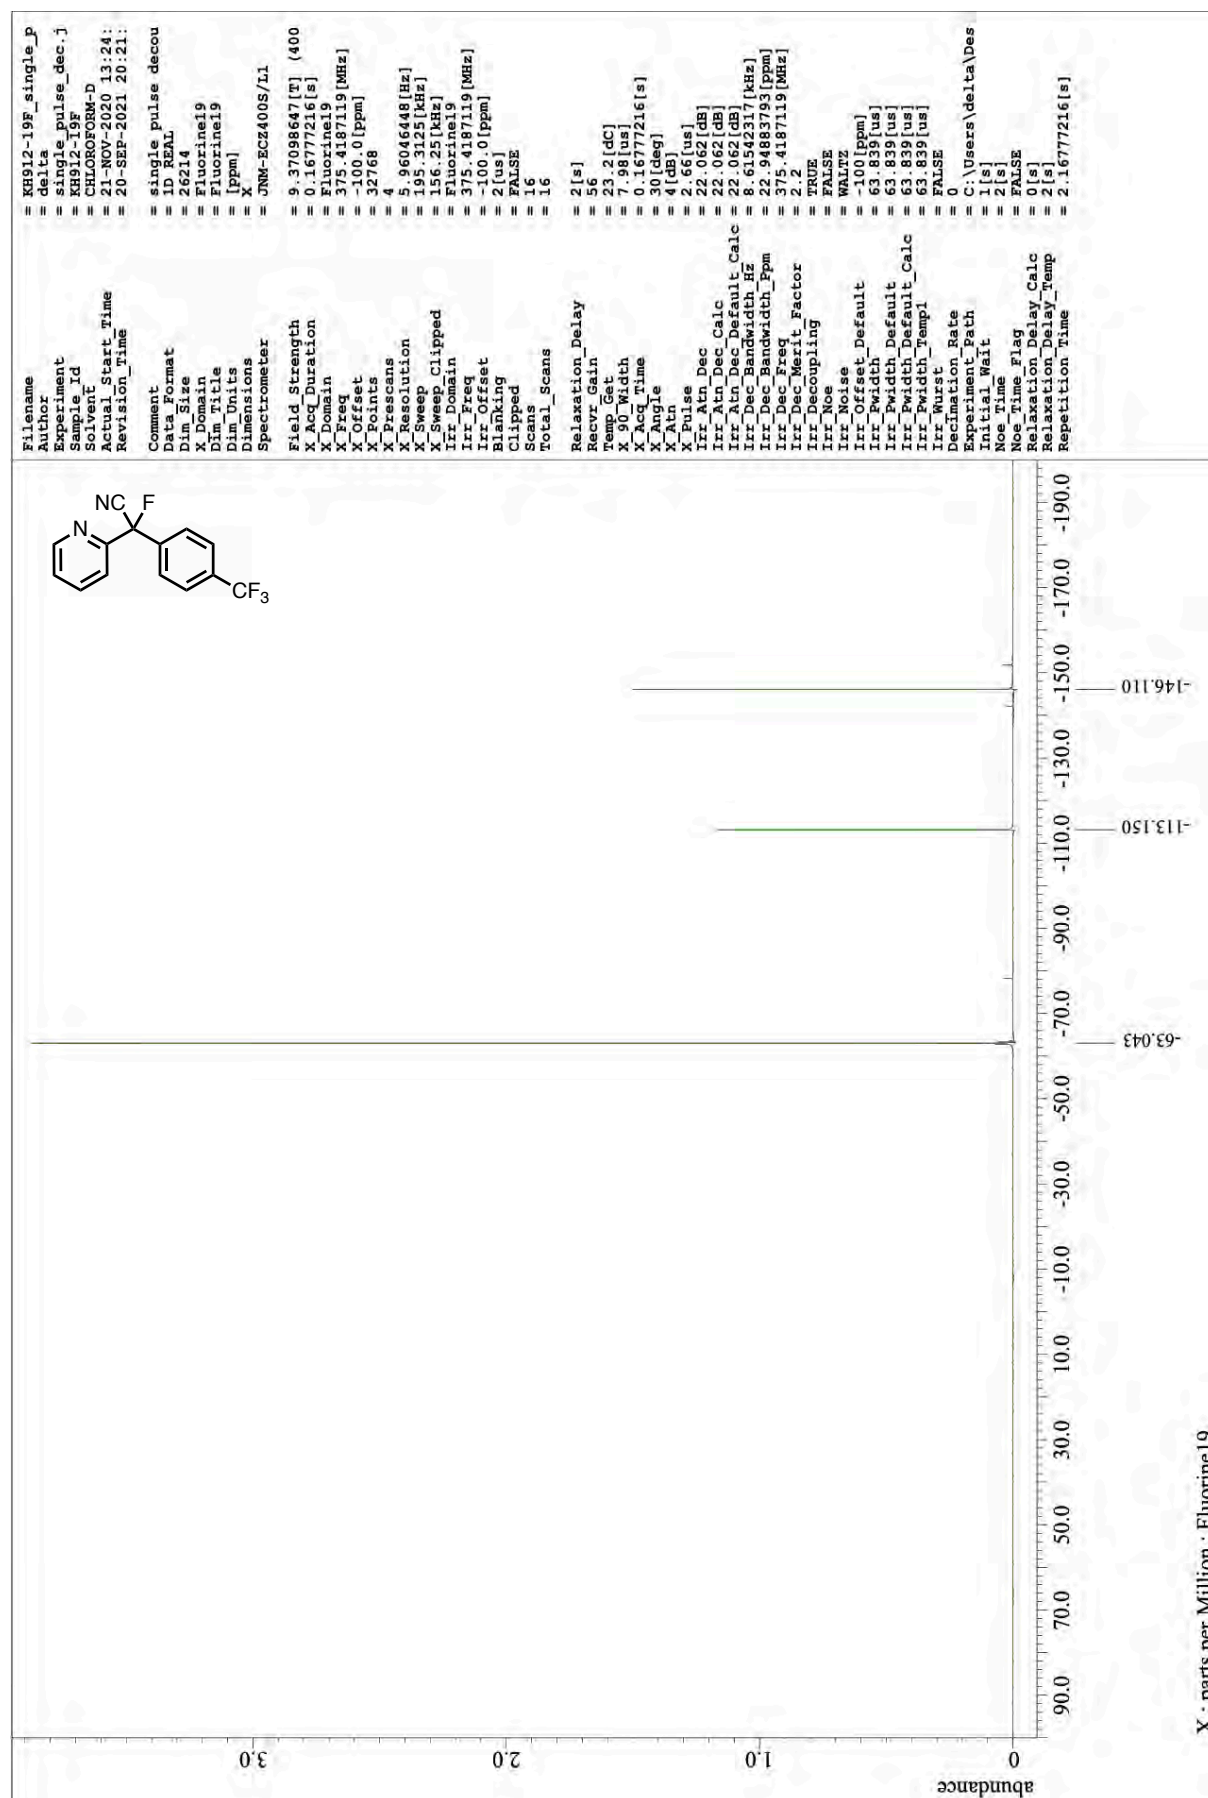 Filename = KH912-19F_single_p
Author = delta
Experiment = single_pulse_dec.j
Sample_Id = KH912-19F
Solvent = CHLOROFORM-D
Actual_Start_Time = 21-NOV-2020 13:24:
Revision_Time = 20-SEP-2021 20:21:
Comment = single pulse decou
Data_Format = 1D REAL
Dim_Size = 26214
X_Domain = Fluorine19
Dim_Title = Fluorine19
Dim_Units = [ppm]
Dimensions = X
Spectrometer = JNM-ECZ400S/L1
Field_Strength = 9.37098647[T] (400
X_Acq_Duration = 0.16777216[s]
X_Domain = Fluorine19
X_Freq = 375.4187119[MHz]
X_Offset = -100.0[ppm]
X_Points = 32768
X_Prescans = 4
X_Resolution = 5.96046448[Hz]
X_Sweep = 195.3125[kHz]
X_Sweep_Clipped = 156.25[kHz]
Irr_Domain = Fluorine19
Irr_Freq = 375.4187119[MHz]
Irr_Offset = -100.0[ppm]
Blanking = 2[us]
Clipped = FALSE
Scans = 16
Total_Scans = 16
Relaxation_Delay = 2[s]
Recvr_Gain = 56
Temp_Get = 23.2[dC]
X_90_Width = 7.98[us]
X_Acq_Time = 0.16777216[s]
X_Angle = 30[deg]
X_Atn = 4[dB]
X_Pulse = 2.66[us]
Irr_Atn_Dec = 22.062[dB]
Irr_Atn_Dec_Calc = 22.062[dB]
Irr_Atn_Dec_Default_Calc = 22.062[dB]
Irr_Dec_Bandwidth_Hz = 8.61542317[kHz]
Irr_Dec_Bandwidth_Ppm = 22.94883793[ppm]
Irr_Dec_Freq = 375.4187119[MHz]
Irr_Dec_Merit_Factor = 2.2
Irr_Decoupling = TRUE
Irr_Noe = FALSE
Irr_Noise = WALTZ
Irr_Offset_Default = -100[ppm]
Irr_Pwidth = 63.839[us]
Irr_Pwidth_Default = 63.839[us]
Irr_Pwidth_Default_Calc = 63.839[us]
Irr_Pwidth_Temp1 = 63.839[us]
Irr_Wurst = FALSE
Decimation_Rate = 0
Experiment_Path = C:\Users\delta\Des
Initial_Wait = 1[s]
Noe_Time = 2[s]
Noe_Time_Flag = FALSE
Relaxation_Delay_Calc = 0[s]
Relaxation_Delay_Temp = 2[s]
Repetition_Time = 2.16777216[s]
NC F
N
CF3
abundance
0 1.0 2.0 3.0
90.0 70.0 50.0 30.0 10.0 -10.0 -30.0 -50.0 -70.0 -90.0 -110.0 -130.0 -150.0 -170.0 -190.0
-63.043 -113.150 -146.110
X : parts per Million : Fluorine19